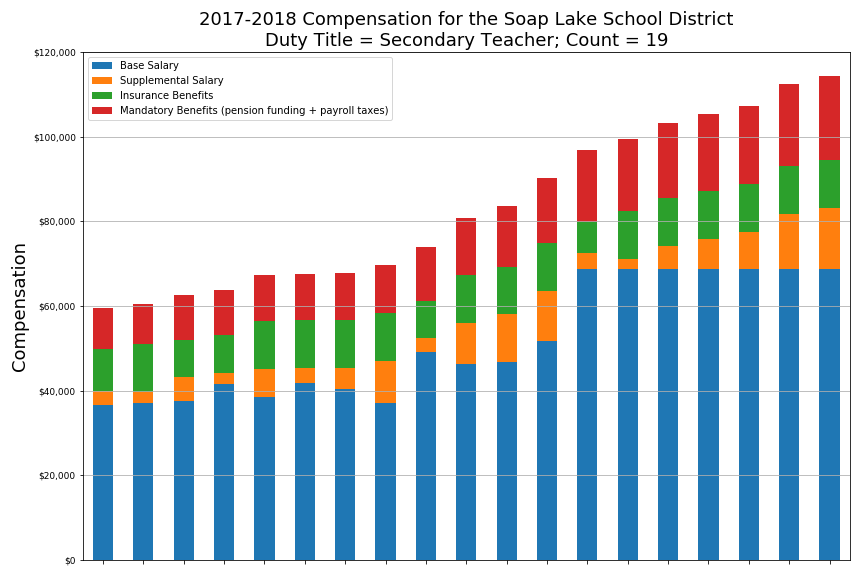 2017-2018 Compensation for the Soap Lake School District
Duty Title = Secondary Teacher; Count = 19
Base Salary
Supplemental Salary
Insurance Benefits
Mandatory Benefits (pension funding + payroll taxes)
$120,000
$100,000
$80,000
$60,000
$40,000
$20,000
$0
Compensation